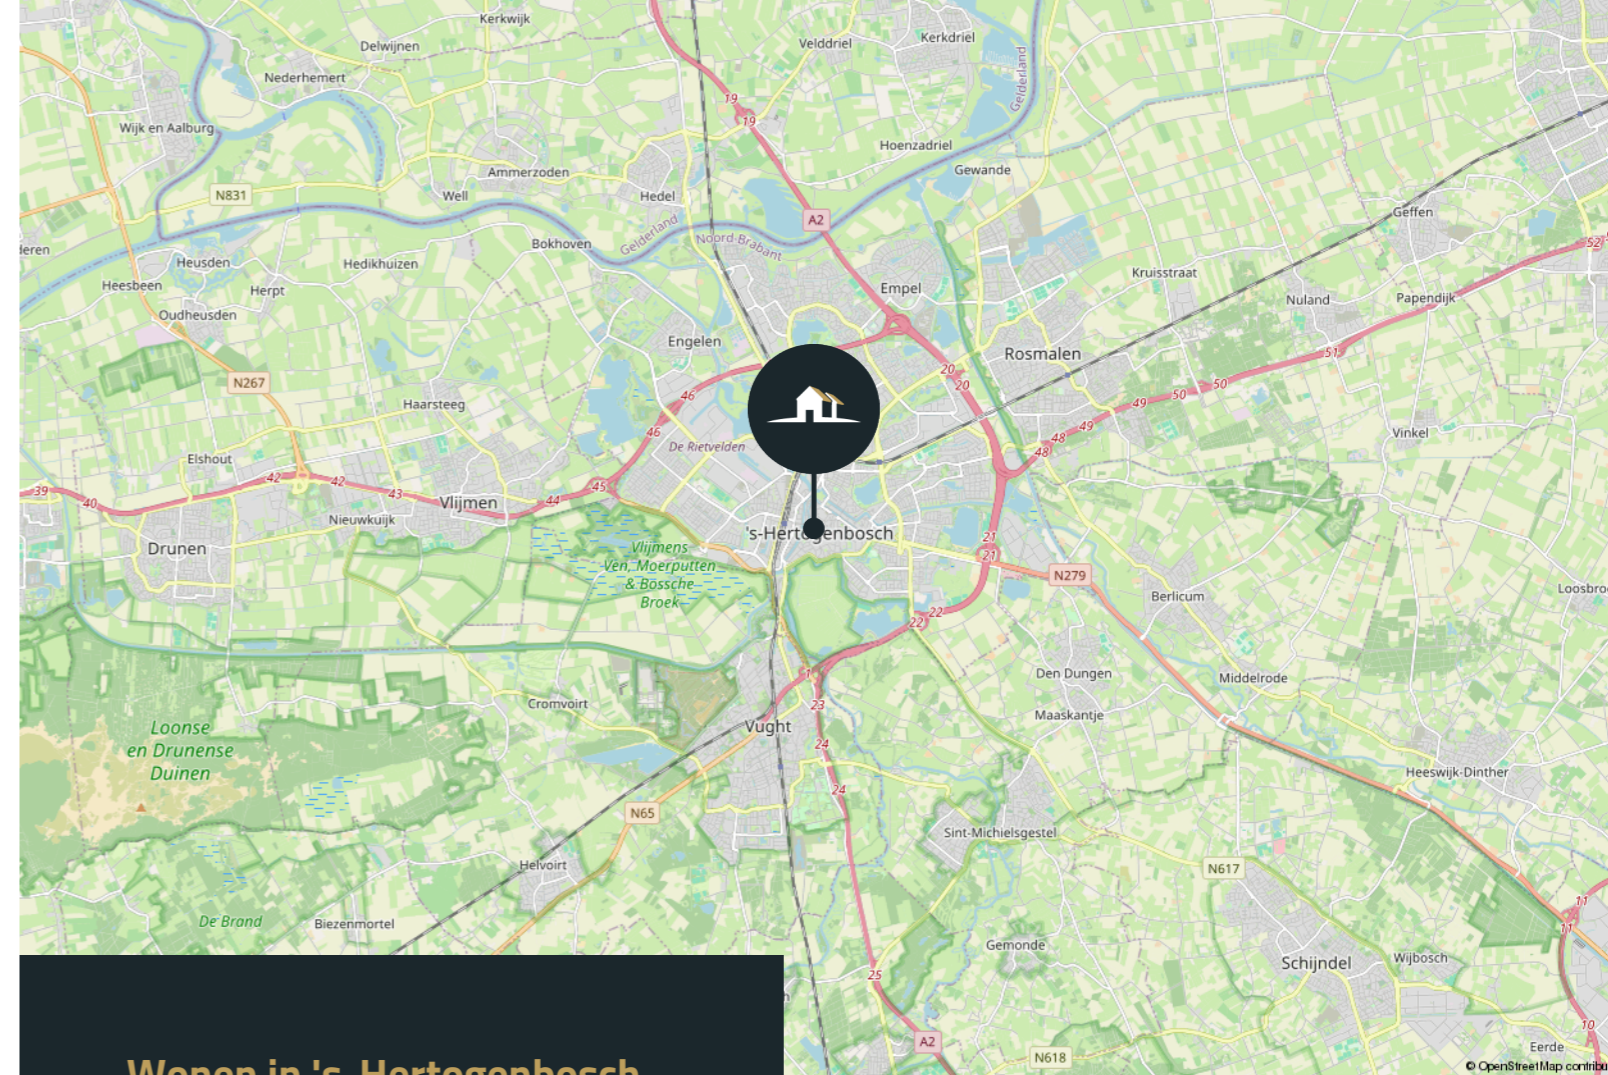 Kerkwijk
Velddriel
Kerkdriel
Delwijnen
Nederhemert
Gelderland
19
19
Wijk en Aalburg
Hoenzadriel
Gewande
Ammerzoden
N831
Well
Hedel
A2
Geffen
Gelderland
Noord-Brabant
Bokhoven
52
Heusden
Hedikhuizen
Kruisstraat
Heesbeen
Herpt
Empel
Nuland
Papendijk
Oudheusden
Engelen
Rosmalen
51
N267
20
20
50
50
46
Haarsteeg
49
49
46
De Rietvelden
48
48
Vinkel
Elshout
42
42
43
45
44
39
40
Vlijmen
Nieuwkuijk
's-Hertogenbosch
21
21
Drunen
Vlijmens
Ven, Moerputten
& Bossche
Broek
N279
Berlicum
22
22
Den Dungen
Middelrode
Cromvoirt
23
Maaskantje
Vught
Loonse
en Drunense
Duinen
24
24
Heeswijk-Dinther
N65
Sint-Michielsgestel
Helvoirt
N617
De Brand
Biezenmortel
11
11
Gemonde
Schijndel
Wijbosch
25
10
A2
N618
Eerde
© OpenStreetMap contribu
Wonen in 's-Hertogenbosch